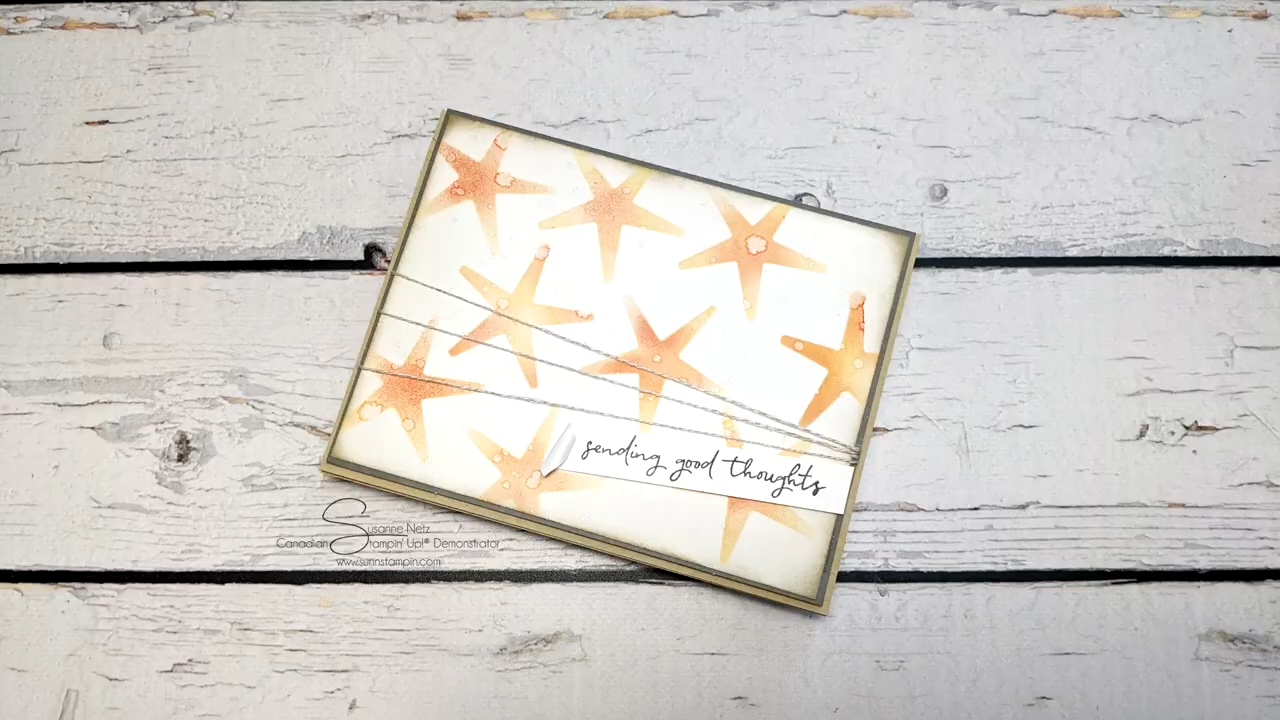 sending good thoughts
Susanne Netz
Canadian Stampin' Up!® Demonstrator
www.sunnstampin.com